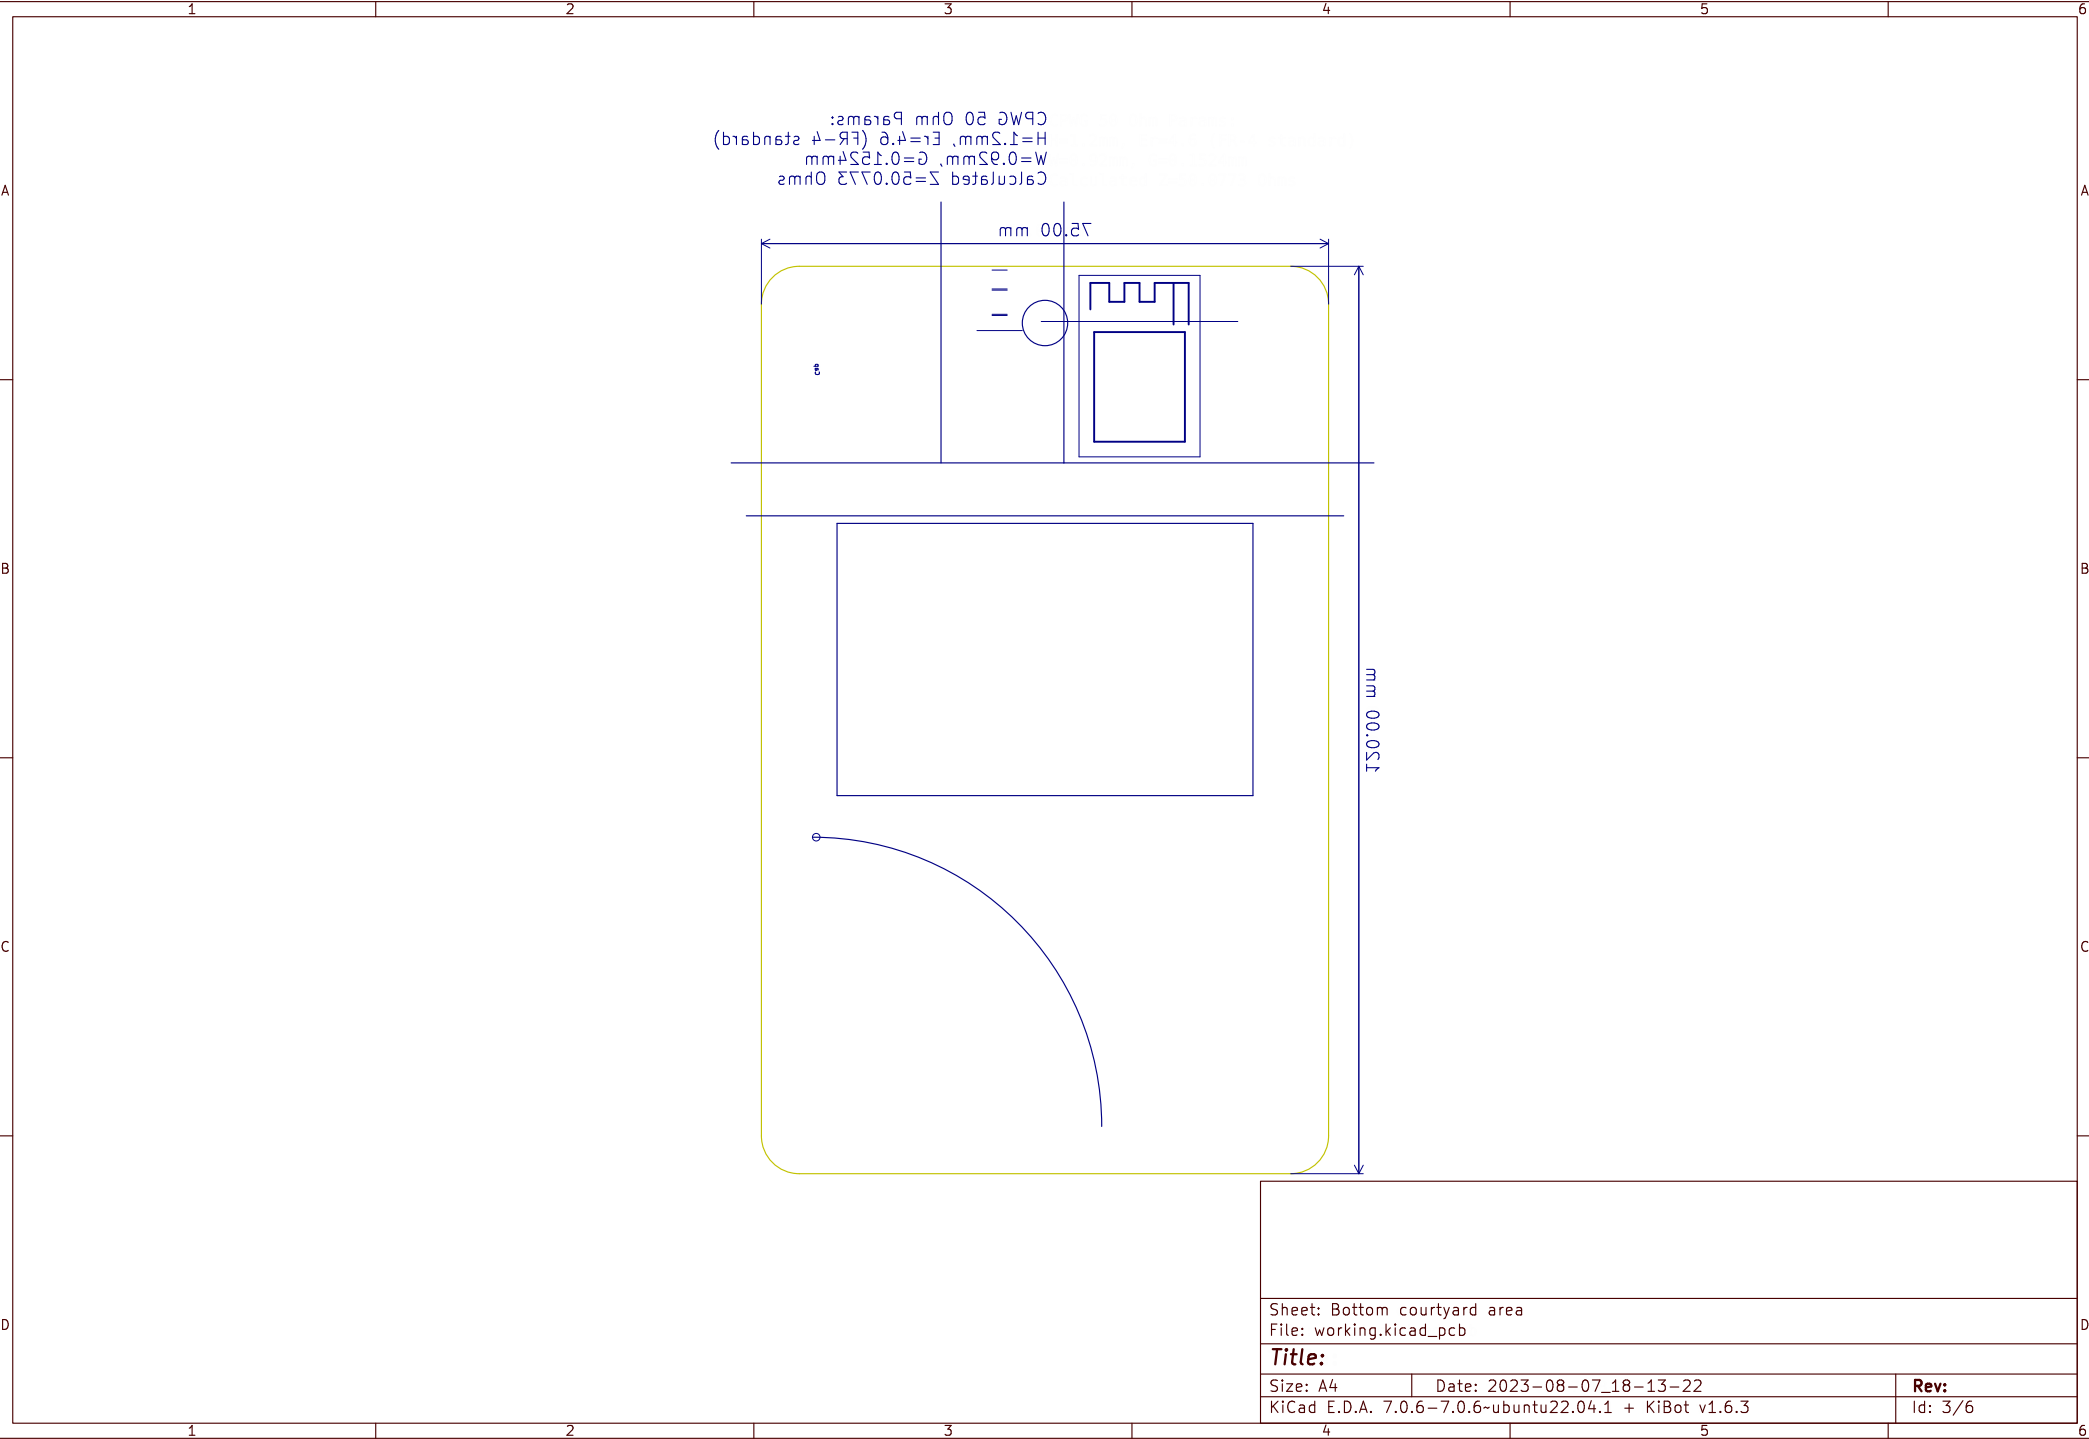 1 2 3 4 5 6
CPWG 50 Ohm Params:
H=1.2mm, Er=4.6 (FR-4 standard)
W=0.92mm, G=0.1524mm
Calculated Z=50.0773 Ohms
A A
75.00 mm
B B
120.00 mm
C C
Sheet: Bottom courtyard area
File: working.kicad_pcb
D D
Title:
Size: A4 Date: 2023-08-07_18-13-22 Rev:
KiCad E.D.A. 7.0.6-7.0.6~ubuntu22.04.1 + KiBot v1.6.3 Id: 3/6
1 2 3 4 5 6